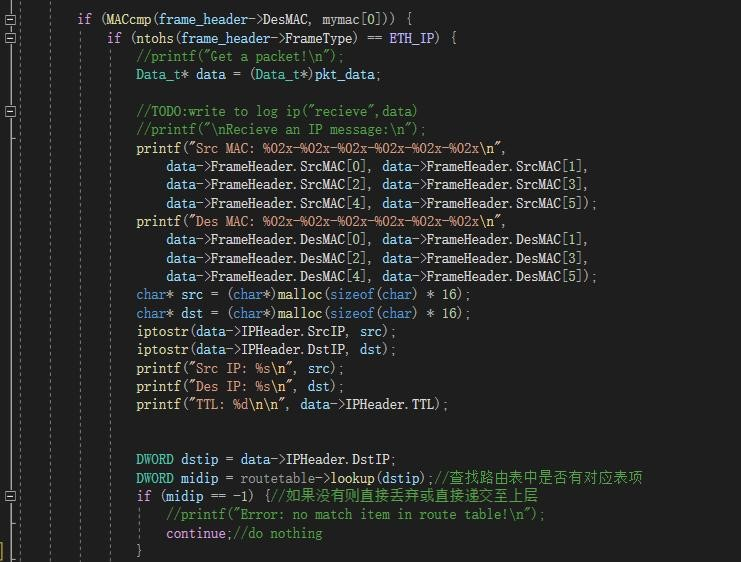 if (MACcmp(frame_header->DesMAC, mymac[0])) {
if (ntohs(frame_header->FrameType) == ETH_IP) {
//printf("Get a packet!\n");
Data_t* data = (Data_t*)pkt_data;
//TODO:write to log ip("recieve",data)
//printf("\nRecieve an IP message:\n");
printf("Src MAC: %02x-%02x-%02x-%02x-%02x-%02x\n",
data->FrameHeader.SrcMAC[0], data->FrameHeader.SrcMAC[1],
data->FrameHeader.SrcMAC[2], data->FrameHeader.SrcMAC[3],
data->FrameHeader.SrcMAC[4], data->FrameHeader.SrcMAC[5]);
printf("Des MAC: %02x-%02x-%02x-%02x-%02x-%02x\n",
data->FrameHeader.DesMAC[0], data->FrameHeader.DesMAC[1],
data->FrameHeader.DesMAC[2], data->FrameHeader.DesMAC[3],
data->FrameHeader.DesMAC[4], data->FrameHeader.DesMAC[5]);
char* src = (char*)malloc(sizeof(char) * 16);
char* dst = (char*)malloc(sizeof(char) * 16);
iptostr(data->IPHeader.SrcIP, src);
iptostr(data->IPHeader.DstIP, dst);
printf("Src IP: %s\n", src);
printf("Des IP: %s\n", dst);
printf("TTL: %d\n\n", data->IPHeader.TTL);
DWORD dstip = data->IPHeader.DstIP;
DWORD midip = routetable->lookup(dstip);//查找路由表中是否有对应表项
if (midip == -1) {//如果没有则直接丢弃或直接递交至上层
//printf("Error: no match item in route table!\n");
continue;//do nothing
}